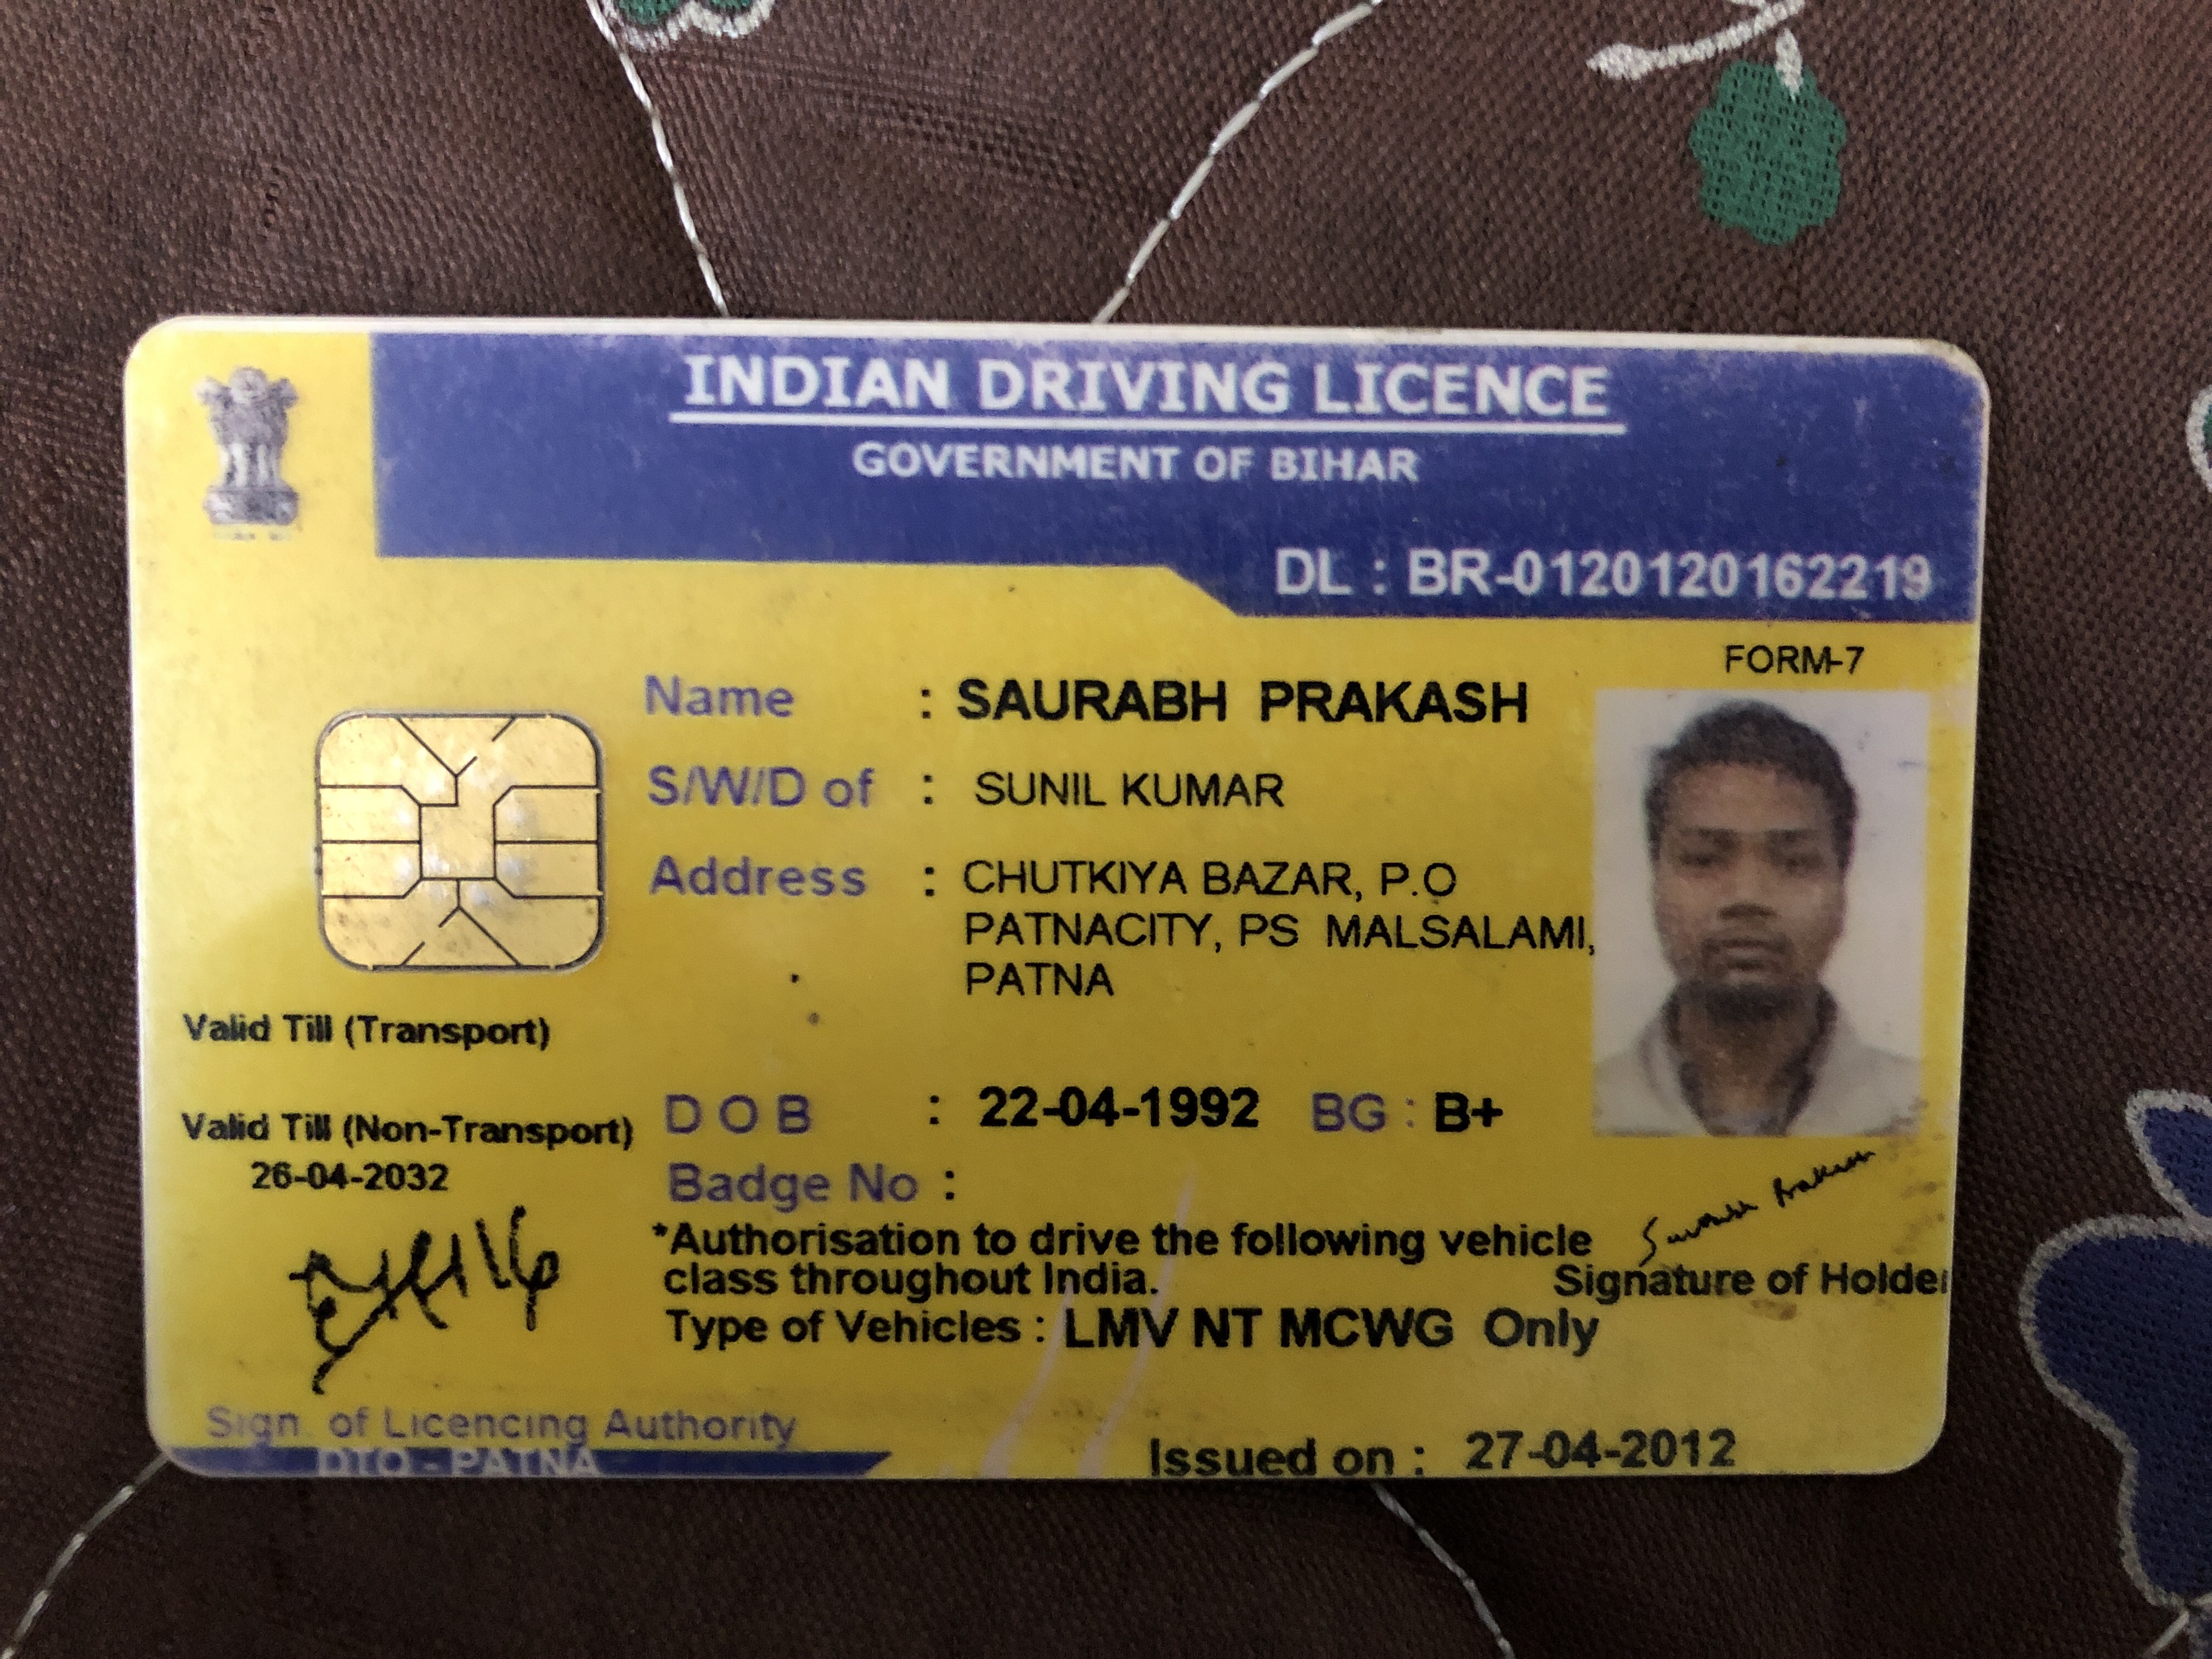 INDIAN DRIVING LICENCE
GOVERNMENT OF BIHAR
DL : BR-0120120162219
FORM-7
Name : SAURABH PRAKASH
S/W/D of : SUNIL KUMAR
Address : CHUTKIYA BAZAR, P.O
PATNACITY, PS MALSALAMI,
PATNA
Valid Till (Transport)
Valid Till (Non-Transport)
26-04-2032
D O B : 22-04-1992 BG : B+
Badge No :
*Authorisation to drive the following vehicle
class throughout India.
Signature of Holder
Type of Vehicles : LMV NT MCWG Only
Sign. of Licencing Authority
DTO - PATNA
Issued on : 27-04-2012